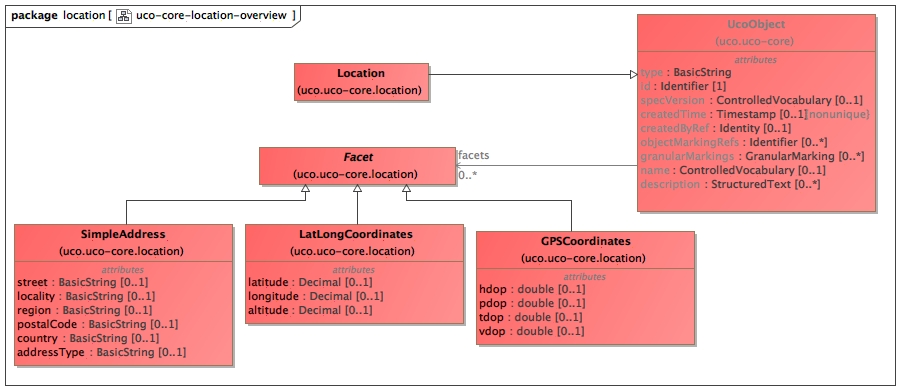 package location [ uco-core-location-overview ]
UcoObject
(uco.uco-core)
attributes
type : BasicString
id : Identifier [1]
specVersion : ControlledVocabulary [0..1]
createdTime : Timestamp [0..1]{nonunique}
createdByRef : Identity [0..1]
objectMarkingRefs : Identifier [0..*]
granularMarkings : GranularMarking [0..*]
name : ControlledVocabulary [0..1]
description : StructuredText [0..*]
Location
(uco.uco-core.location)
Facet
(uco.uco-core.location)
facets
0..*
SimpleAddress
(uco.uco-core.location)
attributes
street : BasicString [0..1]
locality : BasicString [0..1]
region : BasicString [0..1]
postalCode : BasicString [0..1]
country : BasicString [0..1]
addressType : BasicString [0..1]
LatLongCoordinates
(uco.uco-core.location)
attributes
latitude : Decimal [0..1]
longitude : Decimal [0..1]
altitude : Decimal [0..1]
GPSCoordinates
(uco.uco-core.location)
attributes
hdop : double [0..1]
pdop : double [0..1]
tdop : double [0..1]
vdop : double [0..1]